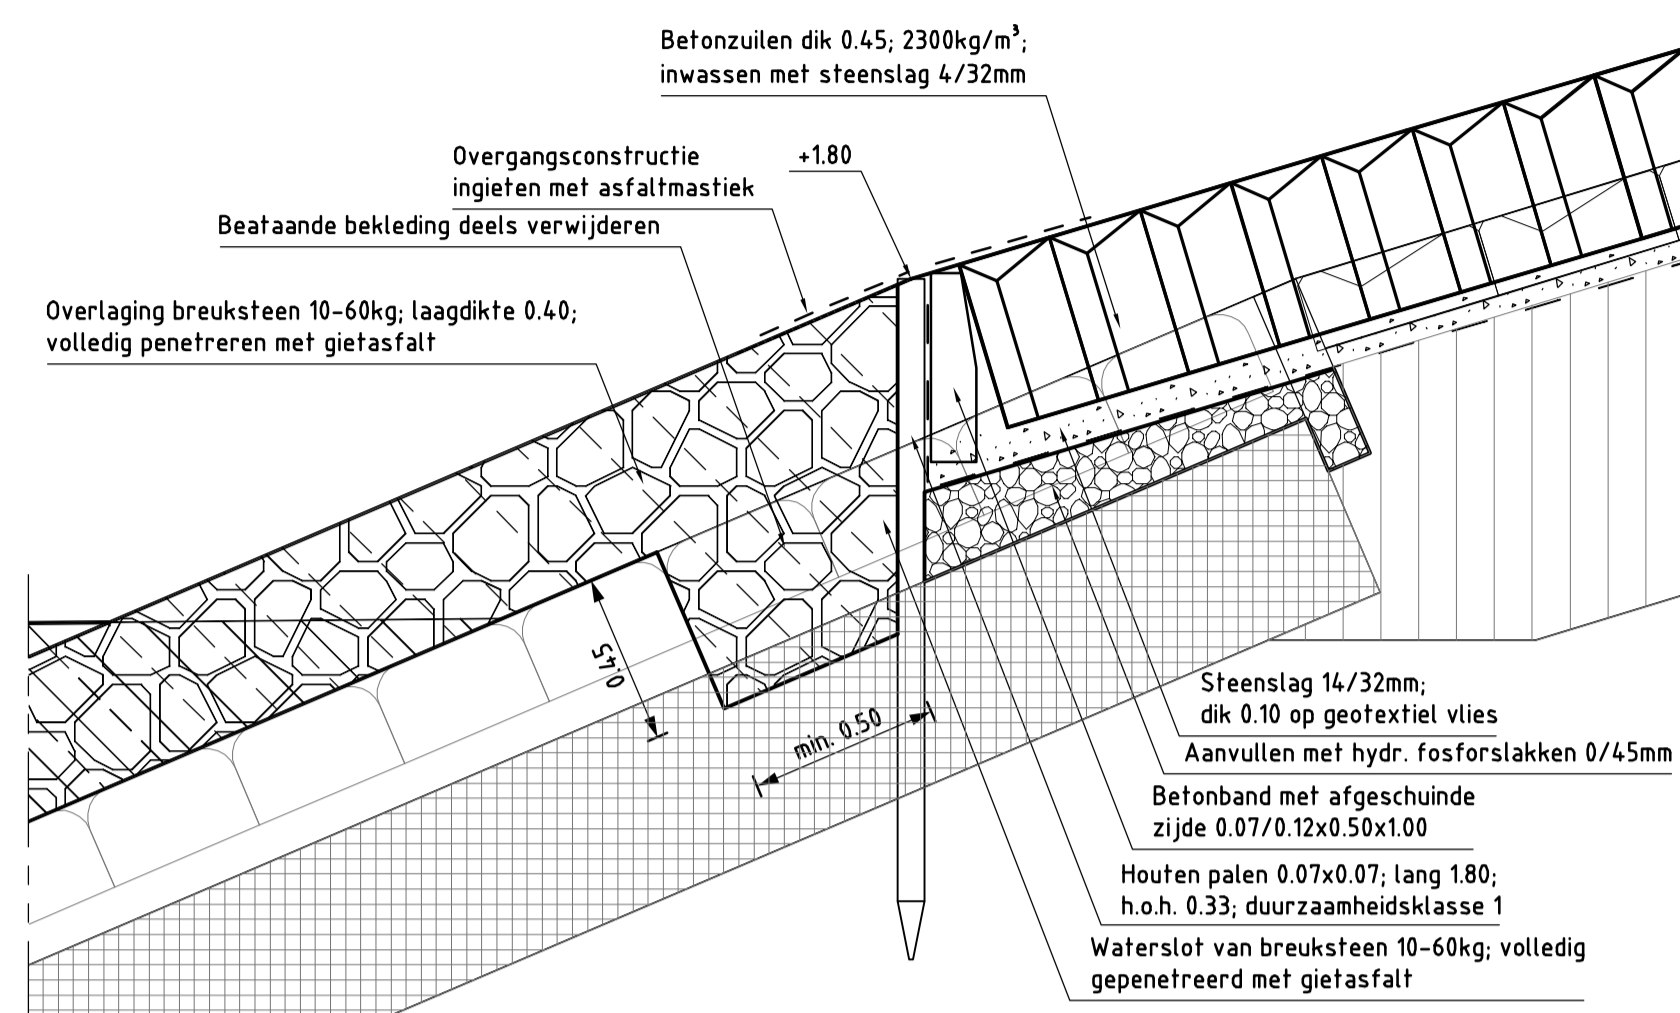 Betonzuilen dik 0.45; 2300kg/m³;
inwassen met steenslag 4/32mm
Overgangsconstructie
ingieten met asfaltmastiek
+1.80
Beataande bekleding deels verwijderen
Overlaging breuksteen 10-60kg; laagdikte 0.40;
volledig penetreren met gietasfalt
0.45
min. 0.50
Steenslag 14/32mm;
dik 0.10 op geotextiel vlies
Aanvullen met hydr. fosforslakken 0/45mm
Betonband met afgeschuinde
zijde 0.07/0.12x0.50x1.00
Houten palen 0.07x0.07; lang 1.80;
h.o.h. 0.33; duurzaamheidsklasse 1
Waterslot van breuksteen 10-60kg; volledig
gepenetreerd met gietasfalt